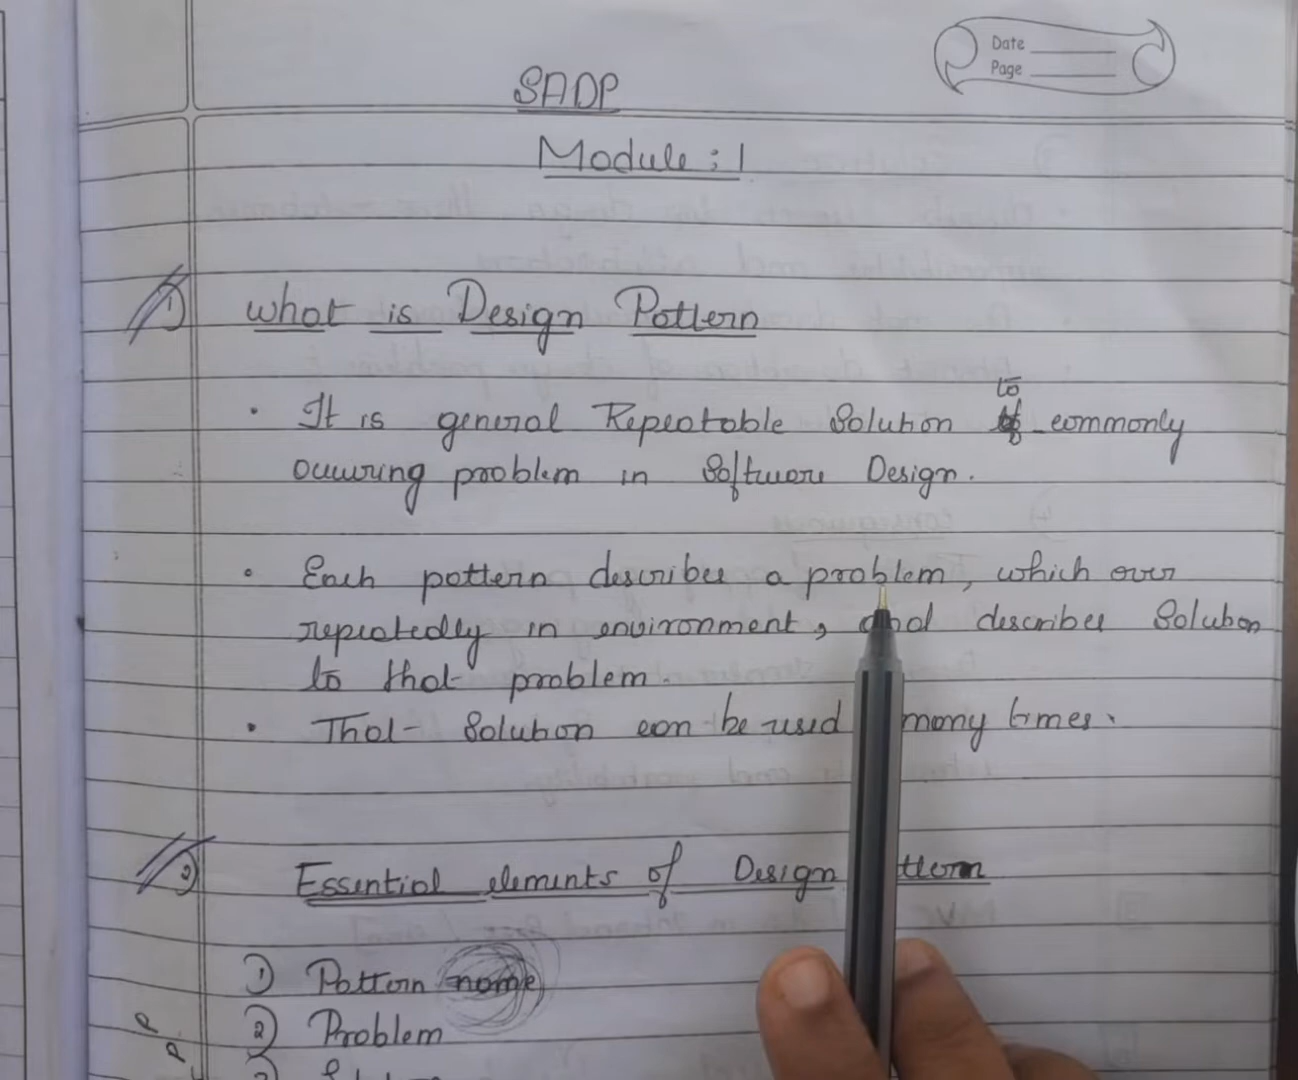 Date
Page
SADP
Module : 1
1) what is Design Pattern
• It is general Repeatable Solution to commonly
occuring problem in Software Design.
• Each pattern describes a problem, which over
repeatedly in environment, and describes Solution
to that problem.
• That Solution can be used many times.
2) Essential elements of Design
1) Pattern name
2) Problem
P
P